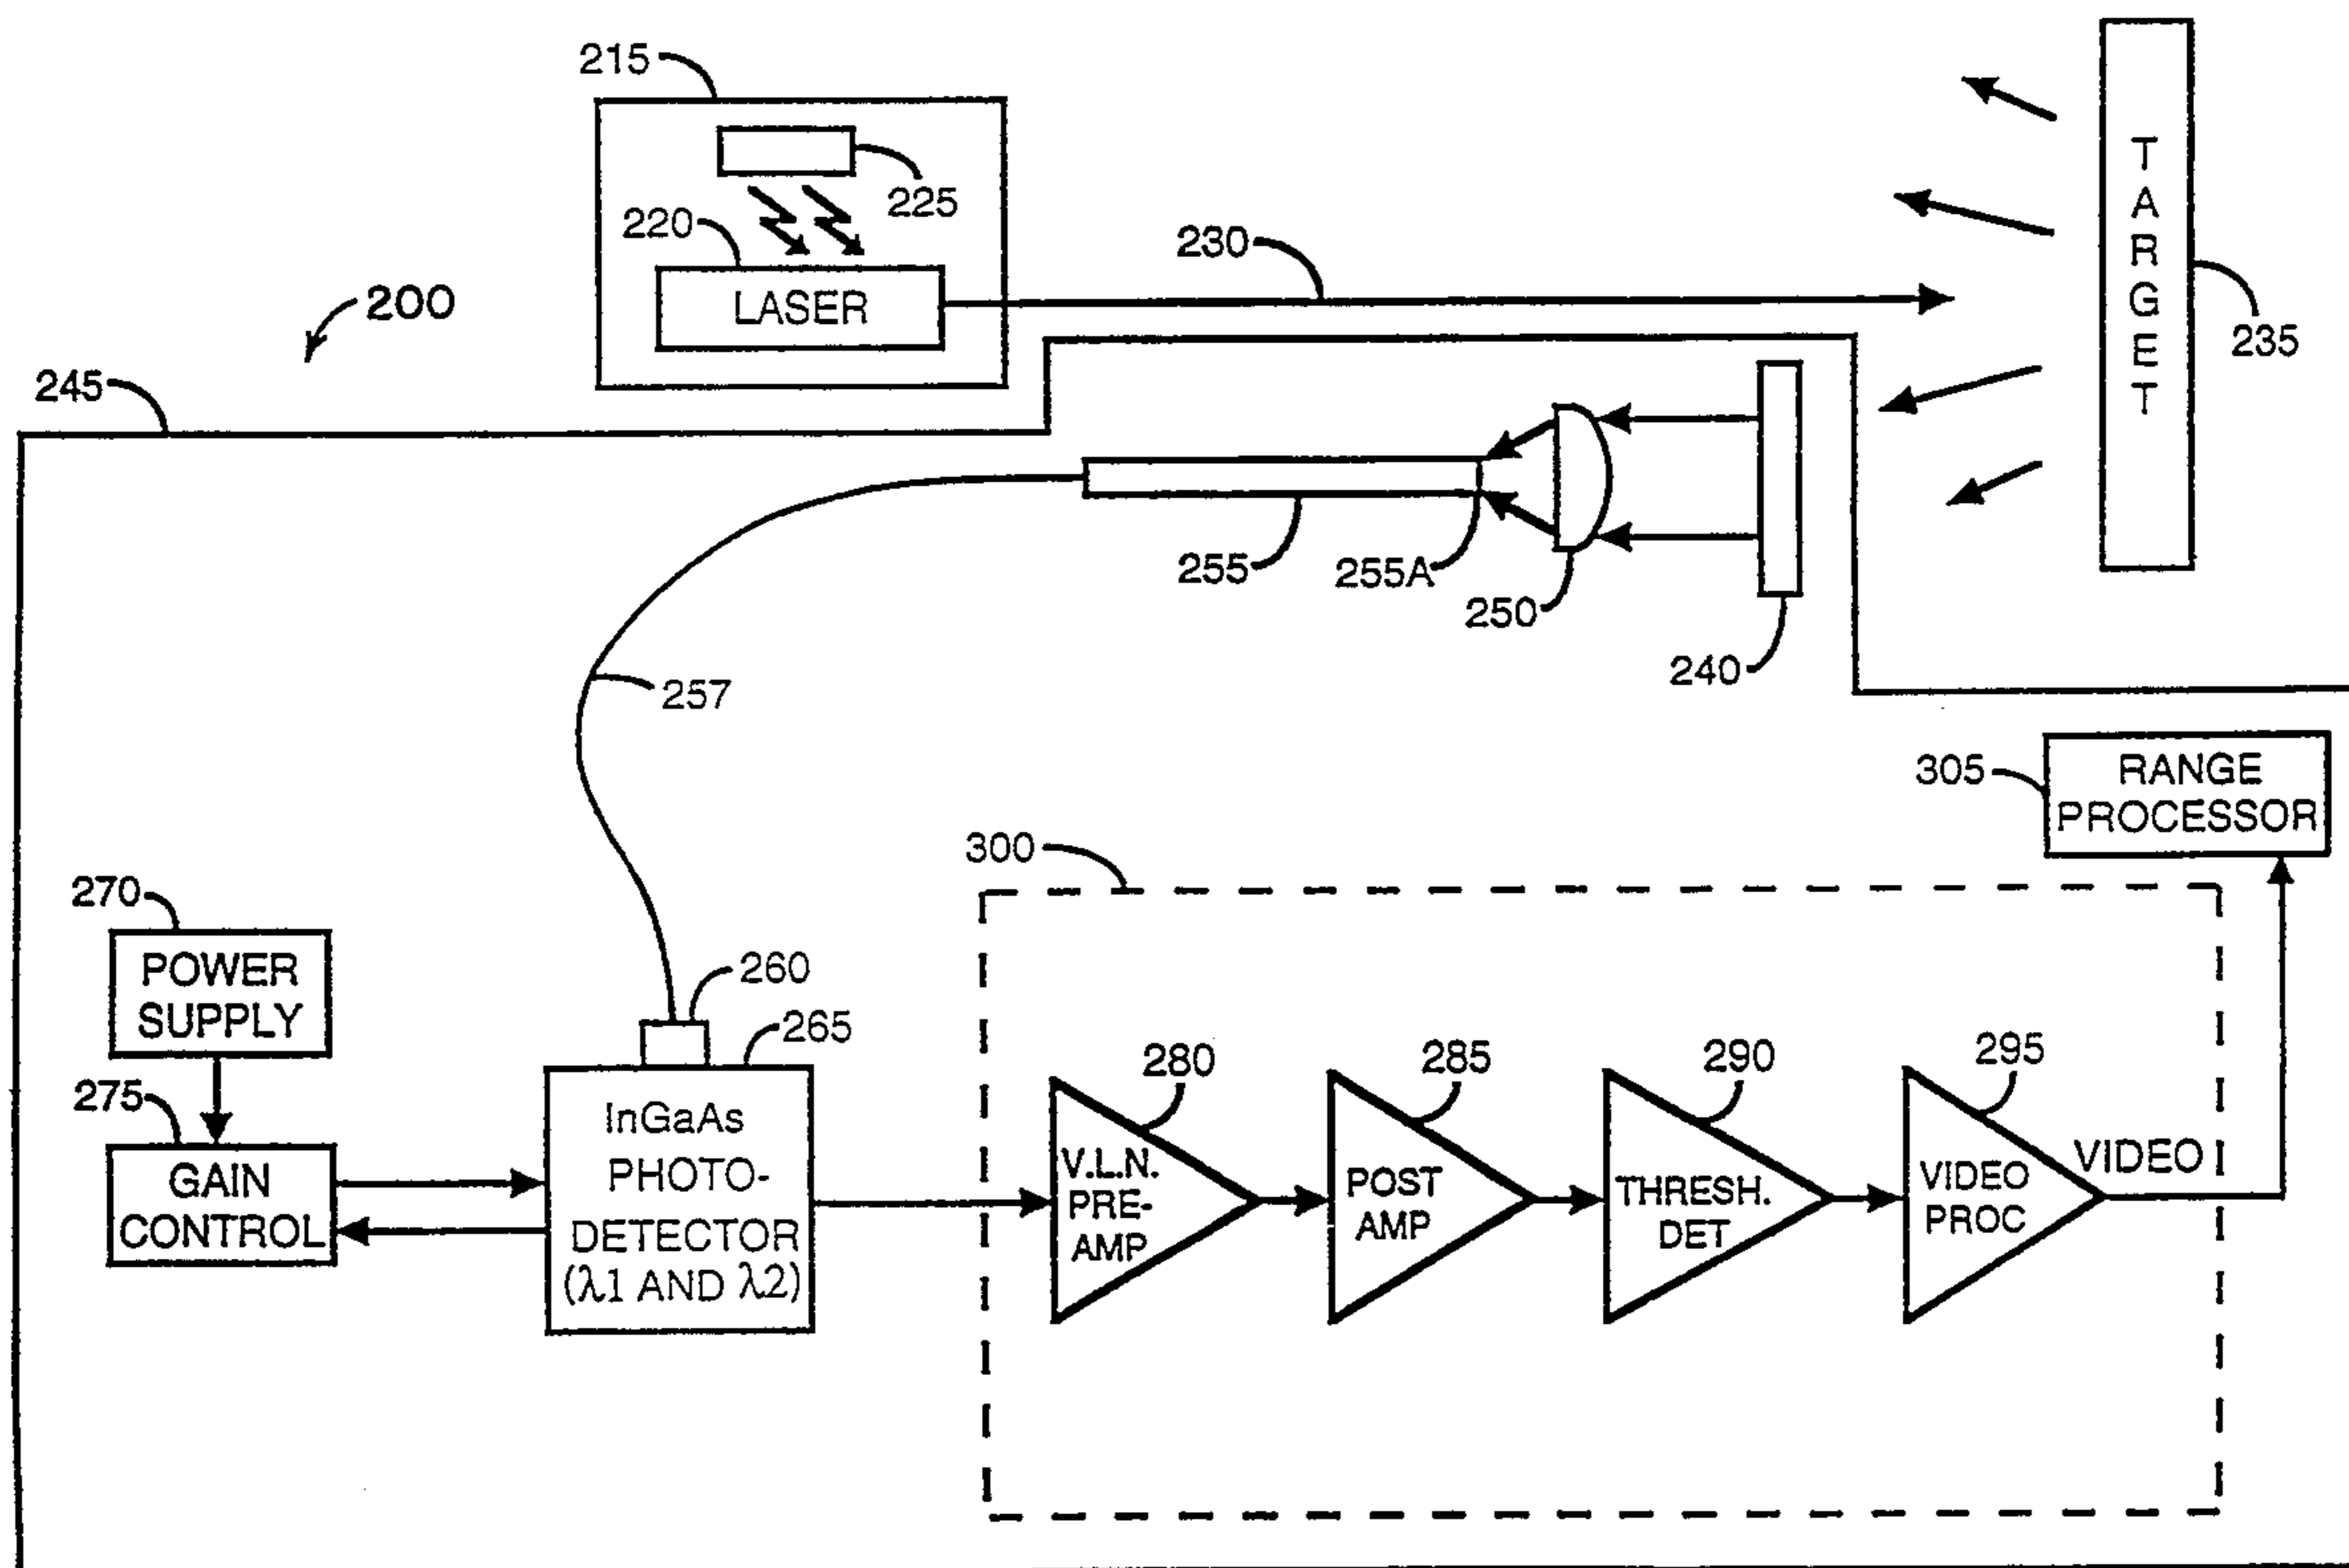 215
225
220
LASER
230
200
TARGET
235
245
255
255A
250
240
257
305
RANGE
PROCESSOR
300
270
POWER
SUPPLY
260
265
275
GAIN
CONTROL
InGaAs
PHOTO-
DETECTOR
(λ1 AND λ2)
280
V.L.N.
PRE-
AMP
285
POST
AMP
290
THRESH.
DET
295
VIDEO
PROC
VIDEO